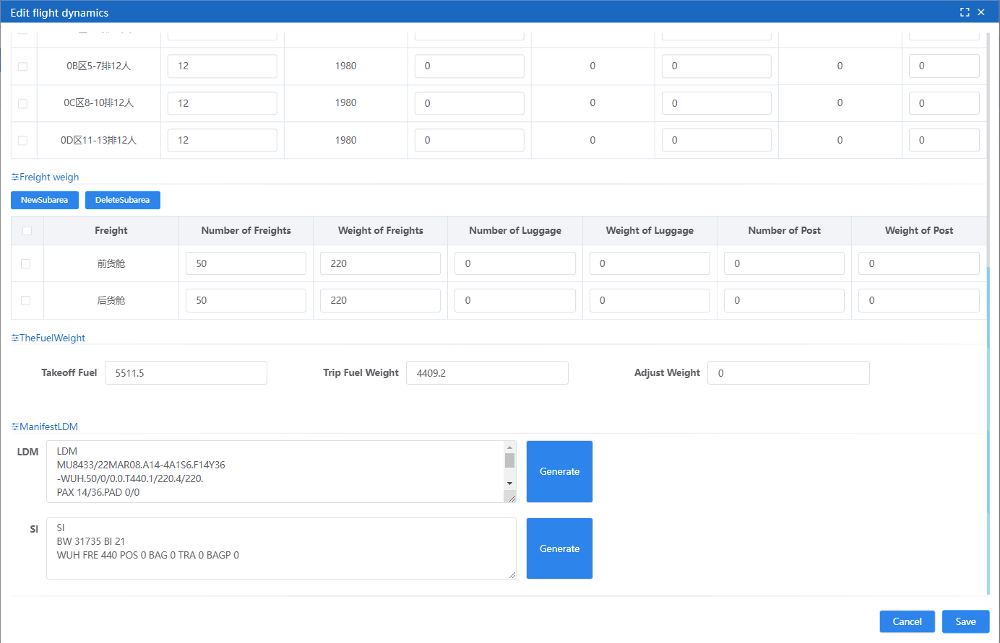 Edit flight dynamics
0B区5-7排12人 12 1980 0 0 0 0 0
0C区8-10排12人 12 1980 0 0 0 0 0
0D区11-13排12人 12 1980 0 0 0 0 0
Freight weigh
NewSubarea DeleteSubarea
Freight Number of Freights Weight of Freights Number of Luggage Weight of Luggage Number of Post Weight of Post
前货舱 50 220 0 0 0 0
后货舱 50 220 0 0 0 0
TheFuelWeight
Takeoff Fuel 5511.5 Trip Fuel Weight 4409.2 Adjust Weight 0
ManifestLDM
LDM
LDM
MU8433/22MAR08.A14-4A1S6.F14Y36
-WUH.50/0/0.0.T440.1/220.4/220.
PAX 14/36.PAD 0/0
Generate
SI
SI
BW 31735 BI 21
WUH FRE 440 POS 0 BAG 0 TRA 0 BAGP 0
Generate
Cancel Save